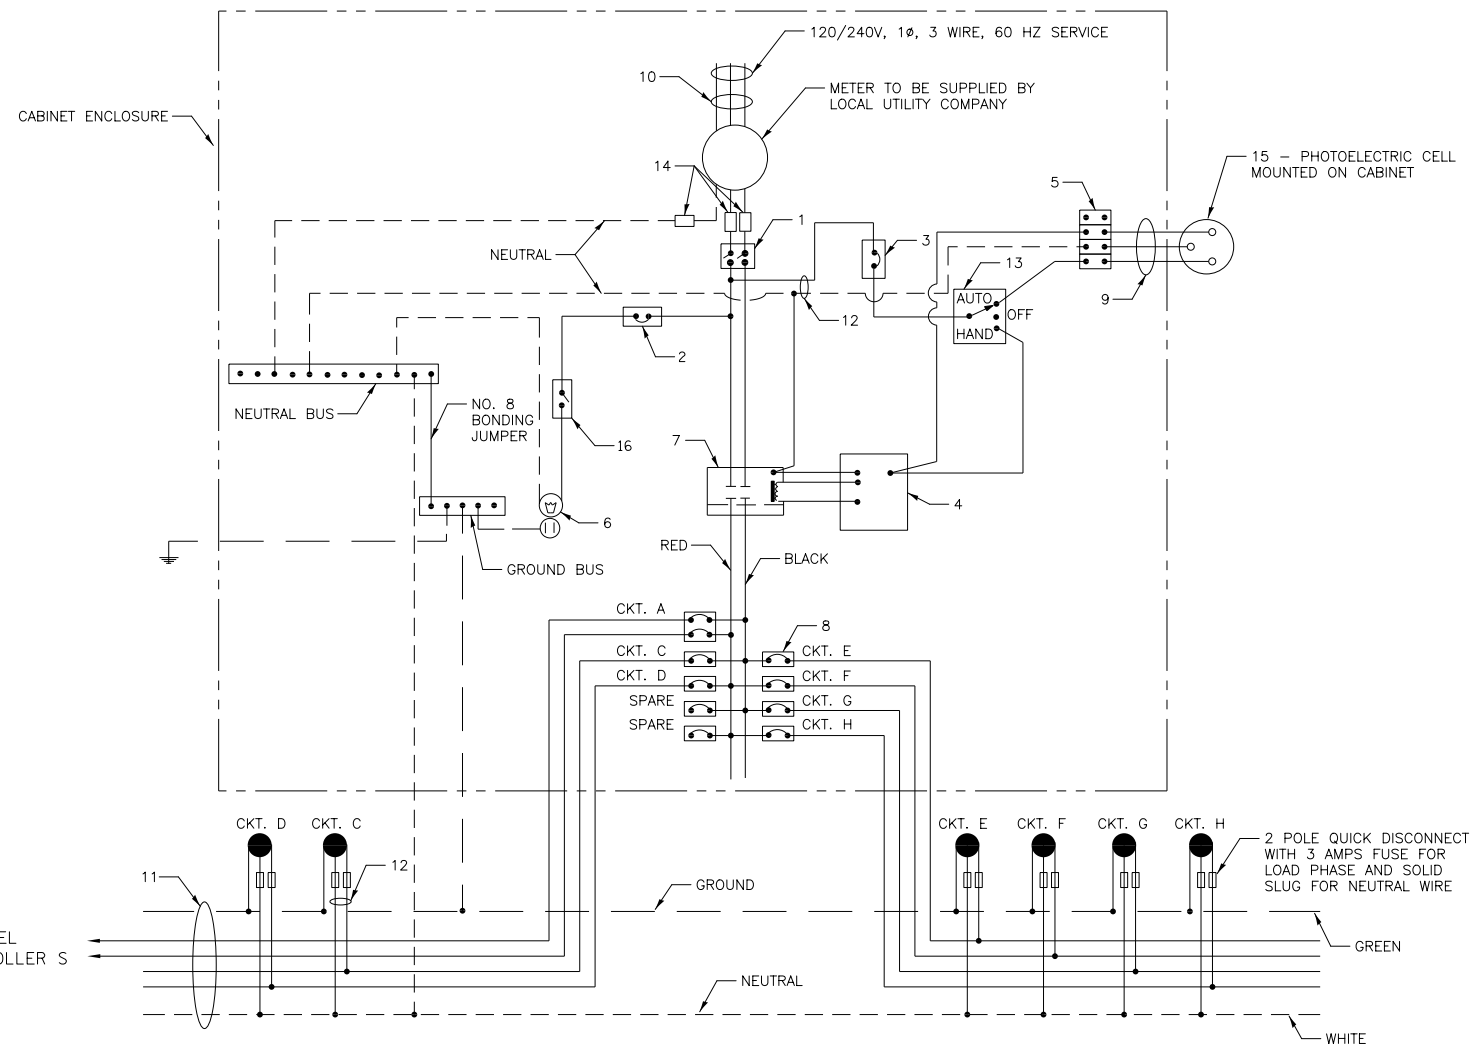 120/240V, 1ø, 3 WIRE, 60 HZ SERVICE
10
METER TO BE SUPPLIED BY
LOCAL UTILITY COMPANY
CABINET ENCLOSURE
14
15 – PHOTOELECTRIC CELL
MOUNTED ON CABINET
5
1
3
NEUTRAL
13
9
AUTO
OFF
HAND
12
2
NEUTRAL BUS
NO. 8
BONDING
JUMPER
16
7
4
6
RED
BLACK
GROUND BUS
CKT. A
8
CKT. C
CKT. E
CKT. D
CKT. F
SPARE
CKT. G
SPARE
CKT. H
CKT. D
CKT. C
CKT. E
CKT. F
CKT. G
CKT. H
2 POLE QUICK DISCONNECT
WITH 3 AMPS FUSE FOR
LOAD PHASE AND SOLID
SLUG FOR NEUTRAL WIRE
11
12
GROUND
EL
OLLER S
GREEN
NEUTRAL
WHITE